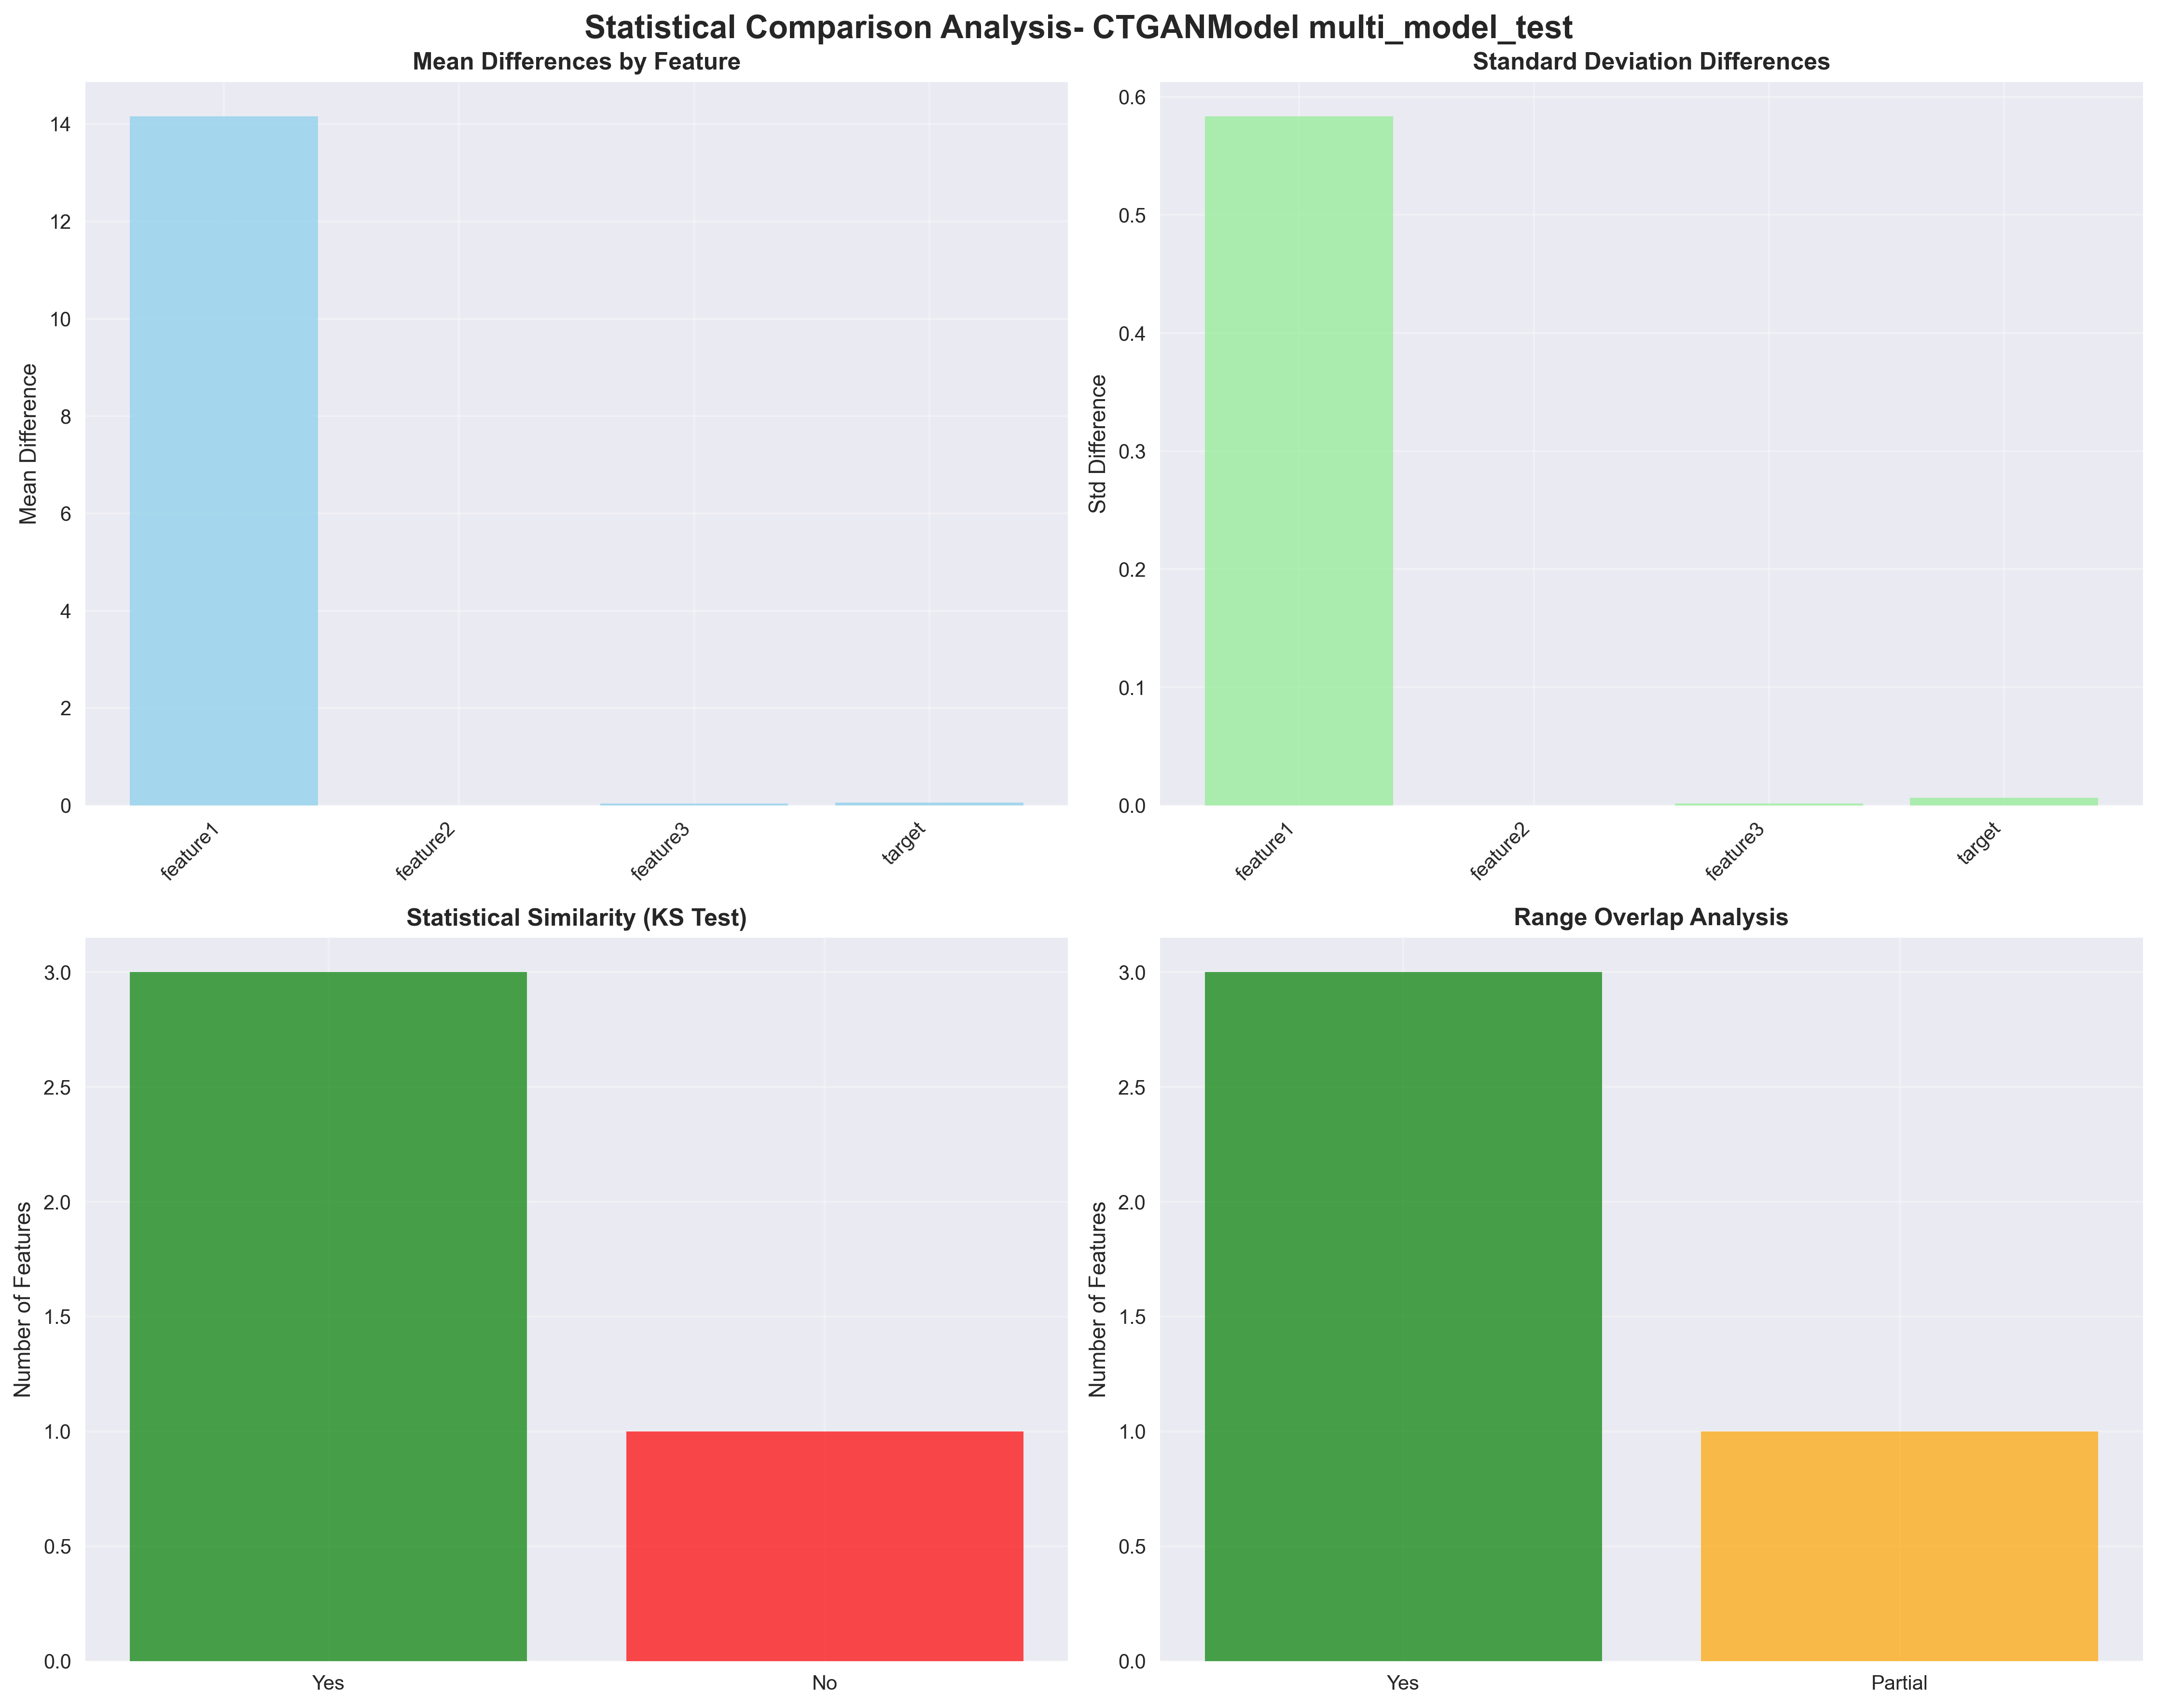 Statistical Comparison Analysis- CTGANModel multi_model_test
Mean Differences by Feature
Mean Difference
14
12
10
8
6
4
2
0
feature1
feature2
feature3
target
Standard Deviation Differences
Std Difference
0.6
0.5
0.4
0.3
0.2
0.1
0.0
feature1
feature2
feature3
target
Statistical Similarity (KS Test)
Number of Features
3.0
2.5
2.0
1.5
1.0
0.5
0.0
Yes
No
Range Overlap Analysis
Number of Features
3.0
2.5
2.0
1.5
1.0
0.5
0.0
Yes
Partial